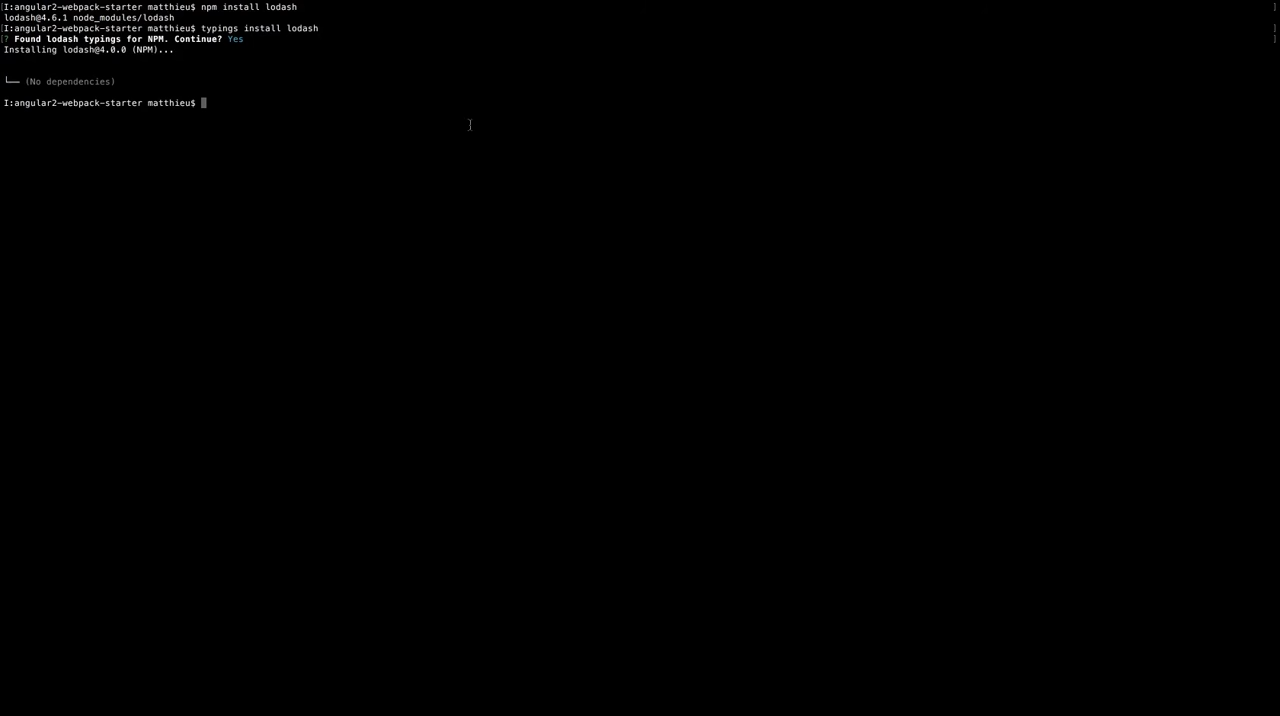 [I:angular2-webpack-starter matthieu$ npm install lodash ]
lodash@4.6.1 node_modules/lodash
[I:angular2-webpack-starter matthieu$ typings install lodash ]
[? Found lodash typings for NPM. Continue? Yes ]
Installing lodash@4.0.0 (NPM)...
└── (No dependencies)
I:angular2-webpack-starter matthieu$